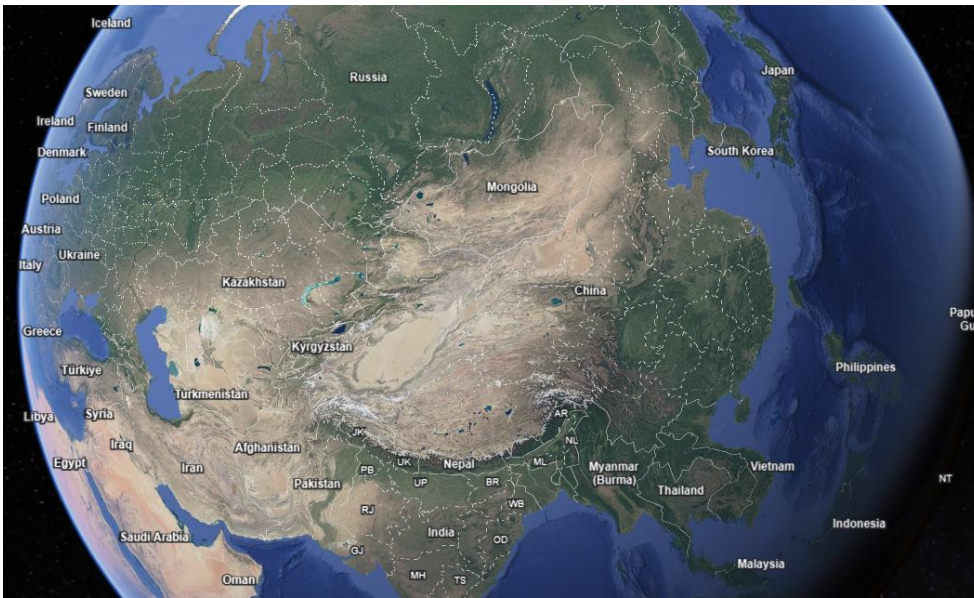 Iceland
Russia
Japan
Sweden
Ireland
Finland
Denmark
South Korea
Mongolia
Poland
Austria
Ukraine
Italy
Kazakhstan
China
Papu
Gu
Greece
Kyrgyzstan
Türkiye
Philippines
Turkmenistan
Libya
Syria
AR
JK
Iraq
NL
Afghanistan
Egypt
Iran
PB
UK
Nepal
ML
Myanmar
(Burma)
Vietnam
Pakistan
UP
BR
Thailand
NT
RJ
WB
Indonesia
Saudi Arabia
India
OD
GJ
Malaysia
Oman
MH
TS